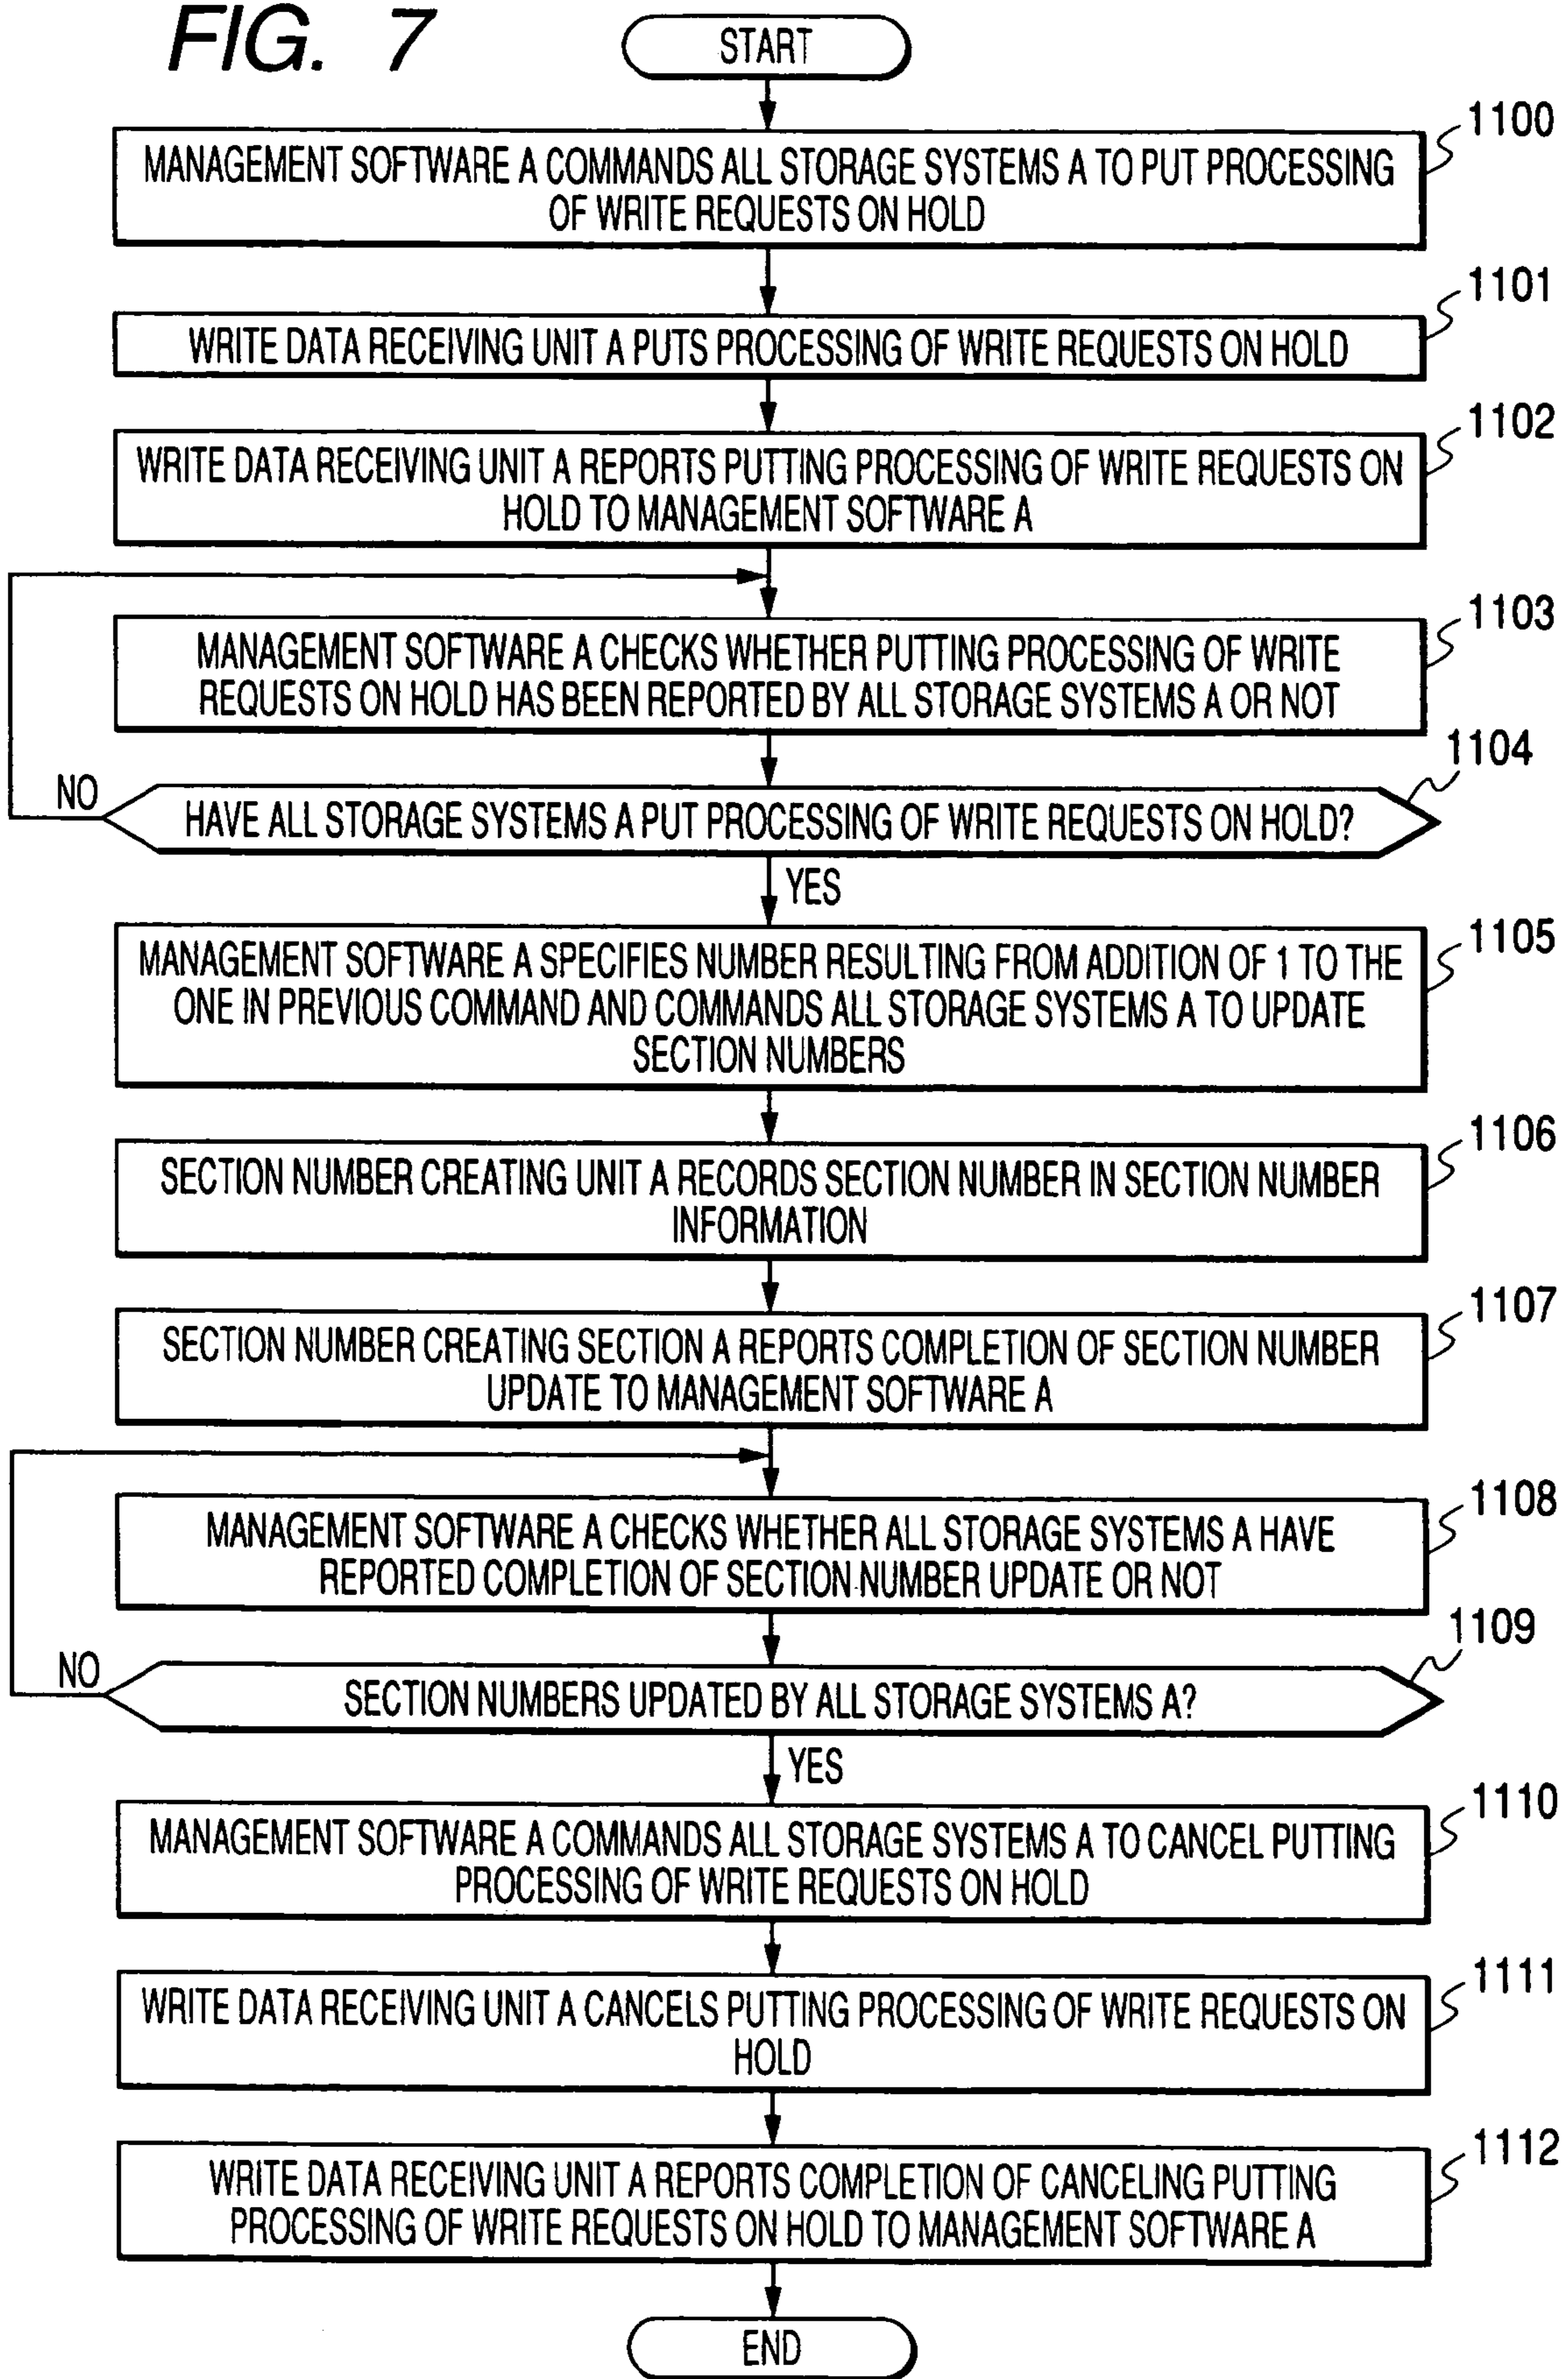 FIG. 7
START
1100
MANAGEMENT SOFTWARE A COMMANDS ALL STORAGE SYSTEMS A TO PUT PROCESSING
OF WRITE REQUESTS ON HOLD
1101
WRITE DATA RECEIVING UNIT A PUTS PROCESSING OF WRITE REQUESTS ON HOLD
1102
WRITE DATA RECEIVING UNIT A REPORTS PUTTING PROCESSING OF WRITE REQUESTS ON
HOLD TO MANAGEMENT SOFTWARE A
1103
MANAGEMENT SOFTWARE A CHECKS WHETHER PUTTING PROCESSING OF WRITE
REQUESTS ON HOLD HAS BEEN REPORTED BY ALL STORAGE SYSTEMS A OR NOT
1104
NO
HAVE ALL STORAGE SYSTEMS A PUT PROCESSING OF WRITE REQUESTS ON HOLD?
YES
1105
MANAGEMENT SOFTWARE A SPECIFIES NUMBER RESULTING FROM ADDITION OF 1 TO THE
ONE IN PREVIOUS COMMAND AND COMMANDS ALL STORAGE SYSTEMS A TO UPDATE
SECTION NUMBERS
1106
SECTION NUMBER CREATING UNIT A RECORDS SECTION NUMBER IN SECTION NUMBER
INFORMATION
1107
SECTION NUMBER CREATING SECTION A REPORTS COMPLETION OF SECTION NUMBER
UPDATE TO MANAGEMENT SOFTWARE A
1108
MANAGEMENT SOFTWARE A CHECKS WHETHER ALL STORAGE SYSTEMS A HAVE
REPORTED COMPLETION OF SECTION NUMBER UPDATE OR NOT
1109
NO
SECTION NUMBERS UPDATED BY ALL STORAGE SYSTEMS A?
YES
1110
MANAGEMENT SOFTWARE A COMMANDS ALL STORAGE SYSTEMS A TO CANCEL PUTTING
PROCESSING OF WRITE REQUESTS ON HOLD
1111
WRITE DATA RECEIVING UNIT A CANCELS PUTTING PROCESSING OF WRITE REQUESTS ON
HOLD
1112
WRITE DATA RECEIVING UNIT A REPORTS COMPLETION OF CANCELING PUTTING
PROCESSING OF WRITE REQUESTS ON HOLD TO MANAGEMENT SOFTWARE A
END